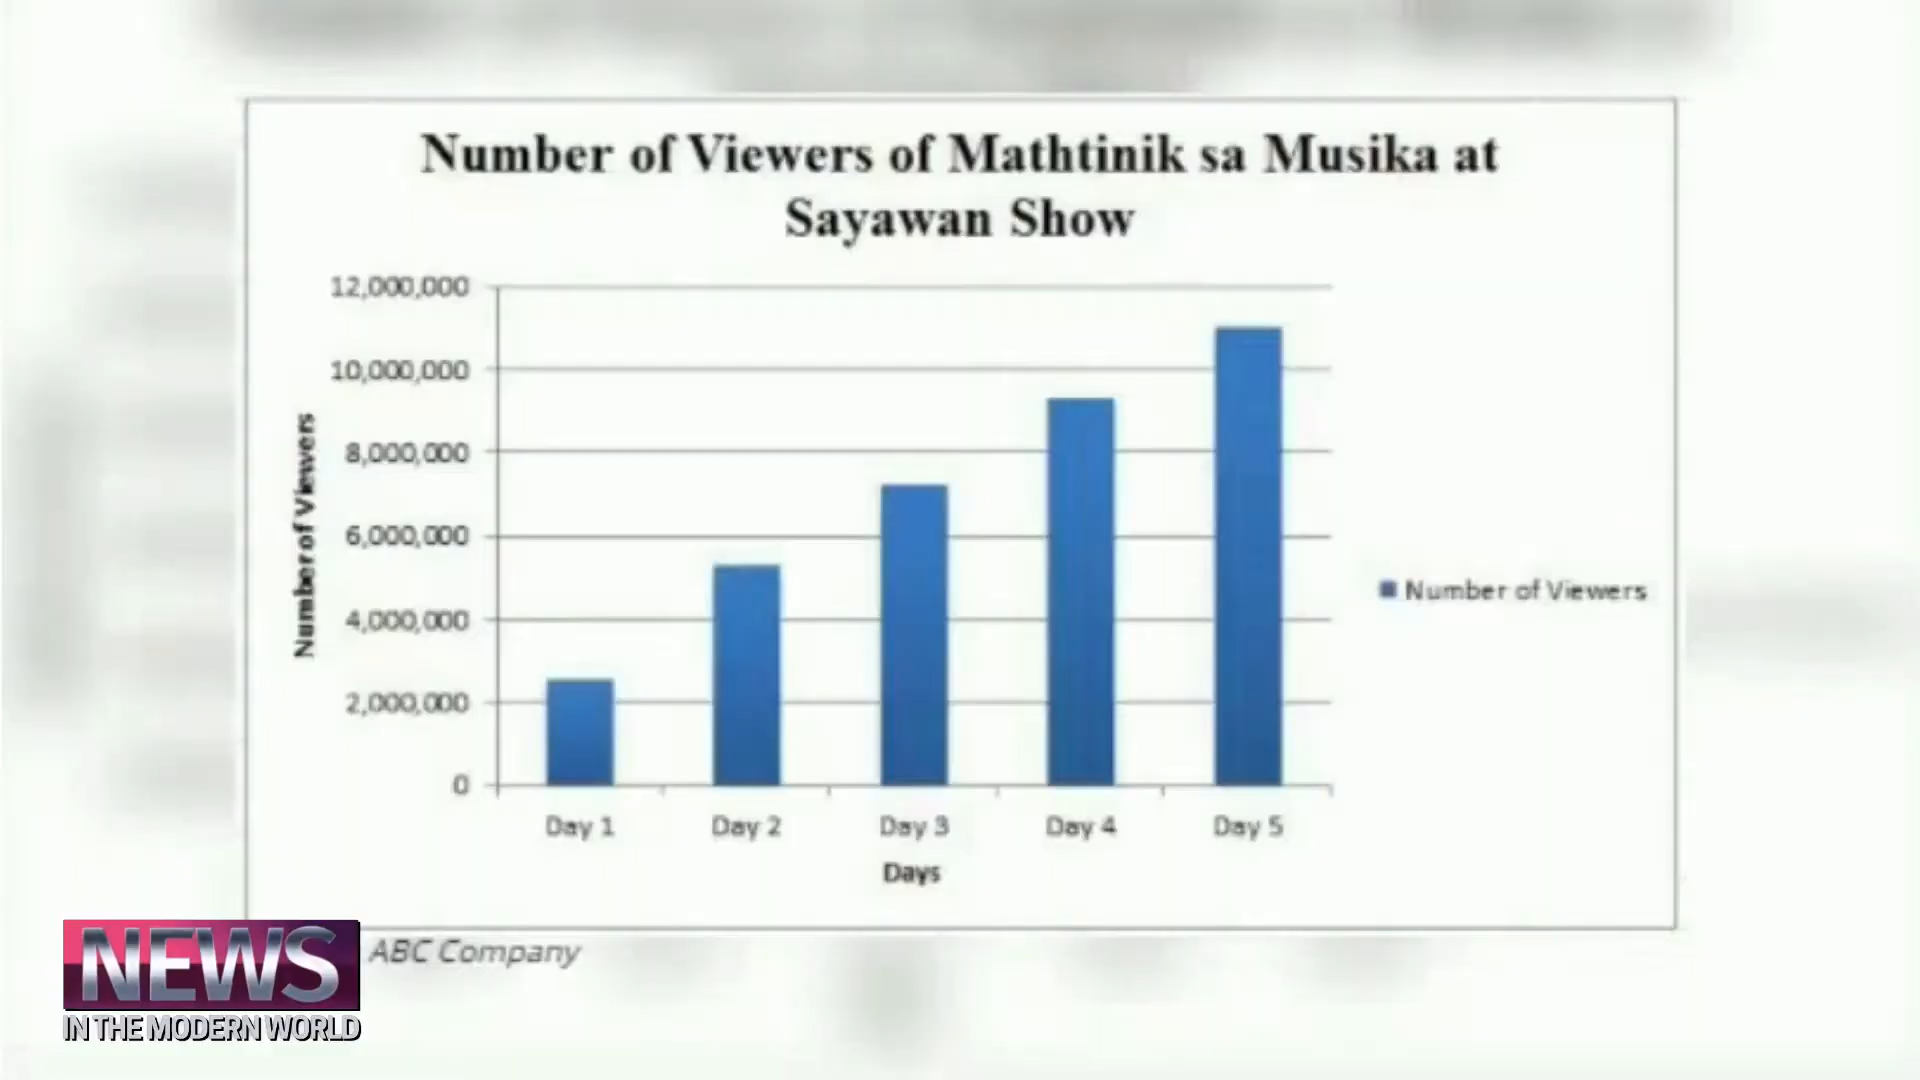 Number of Viewers of Mathtinik sa Musika at
Sayawan Show
12,000,000
10,000,000
8,000,000
6,000,000
4,000,000
2,000,000
0
Number of Viewers
Day 1 Day 2 Day 3 Day 4 Day 5
Days
Number of Viewers
ABC Company
NEWS
IN THE MODERN WORLD